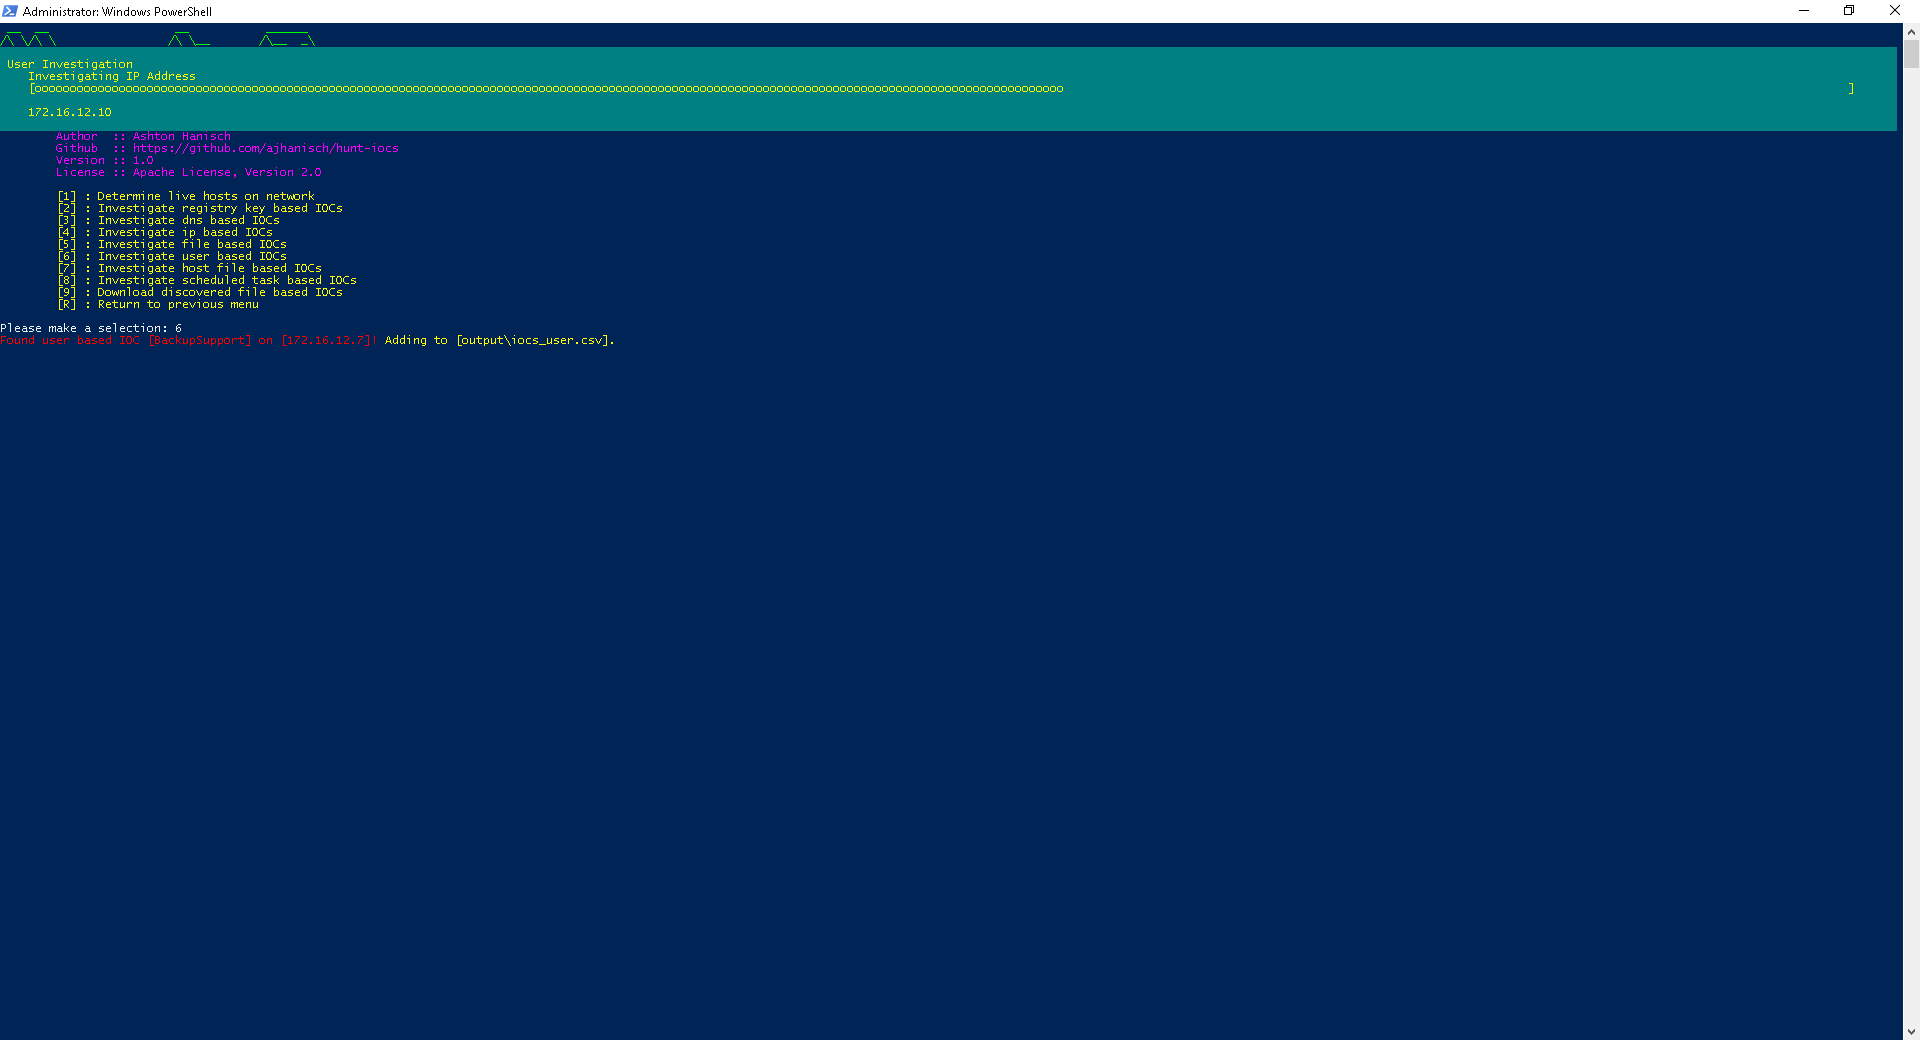 Administrator: Windows PowerShell
User Investigation
Investigating IP Address
[ooooooooooooooooooooooooooooooooooooooooooooooooooooooooooooooooooooooooooooooooooooooooooooooooooooooooooooooooooooooooooooooooooooooooooooooooooo ]
172.16.12.10
Author :: Ashton Hanisch
Github :: https://github.com/ajhanisch/hunt-iocs
Version :: 1.0
License :: Apache License, Version 2.0
[1] : Determine live hosts on network
[2] : Investigate registry key based IOCs
[3] : Investigate dns based IOCs
[4] : Investigate ip based IOCs
[5] : Investigate file based IOCs
[6] : Investigate user based IOCs
[7] : Investigate host file based IOCs
[8] : Investigate scheduled task based IOCs
[9] : Download discovered file based IOCs
[R] : Return to previous menu
Please make a selection: 6
Found user based IOC [BackupSupport] on [172.16.12.7]! Adding to [output\iocs_user.csv].